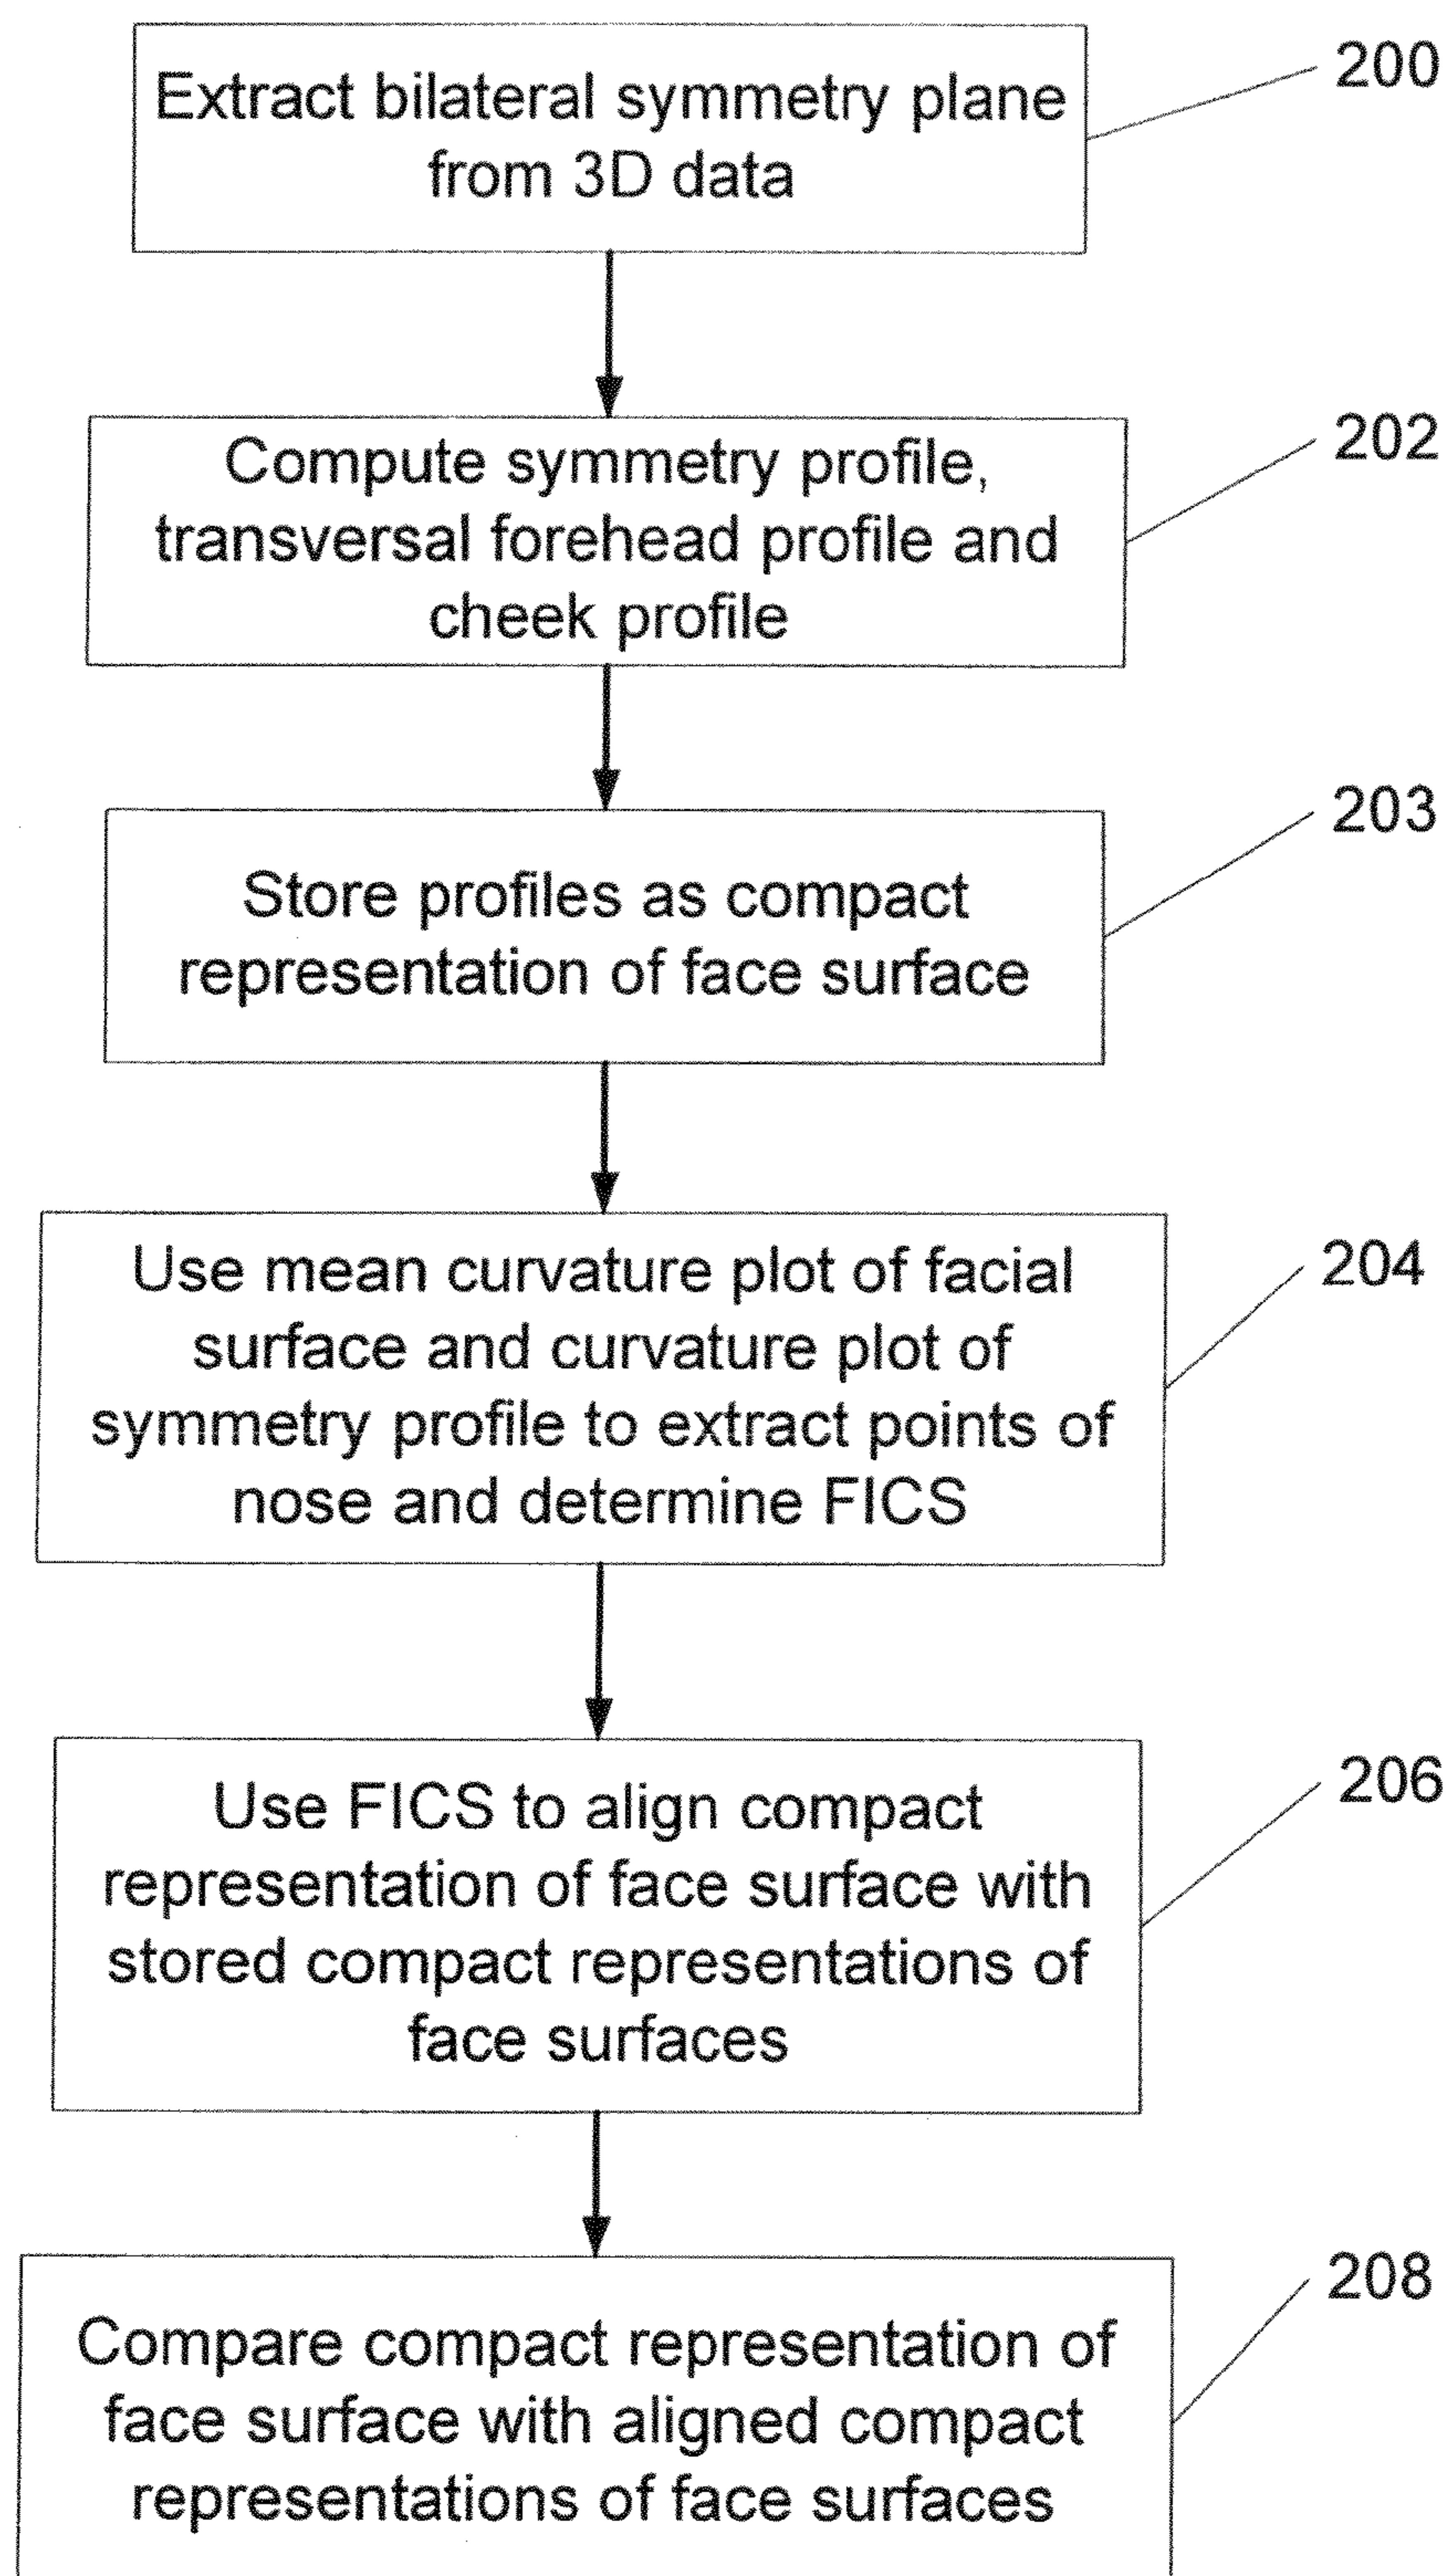 Extract bilateral symmetry plane
from 3D data
200
Compute symmetry profile,
transversal forehead profile and
cheek profile
202
Store profiles as compact
representation of face surface
203
Use mean curvature plot of facial
surface and curvature plot of
symmetry profile to extract points of
nose and determine FICS
204
Use FICS to align compact
representation of face surface with
stored compact representations of
face surfaces
206
Compare compact representation of
face surface with aligned compact
representations of face surfaces
208